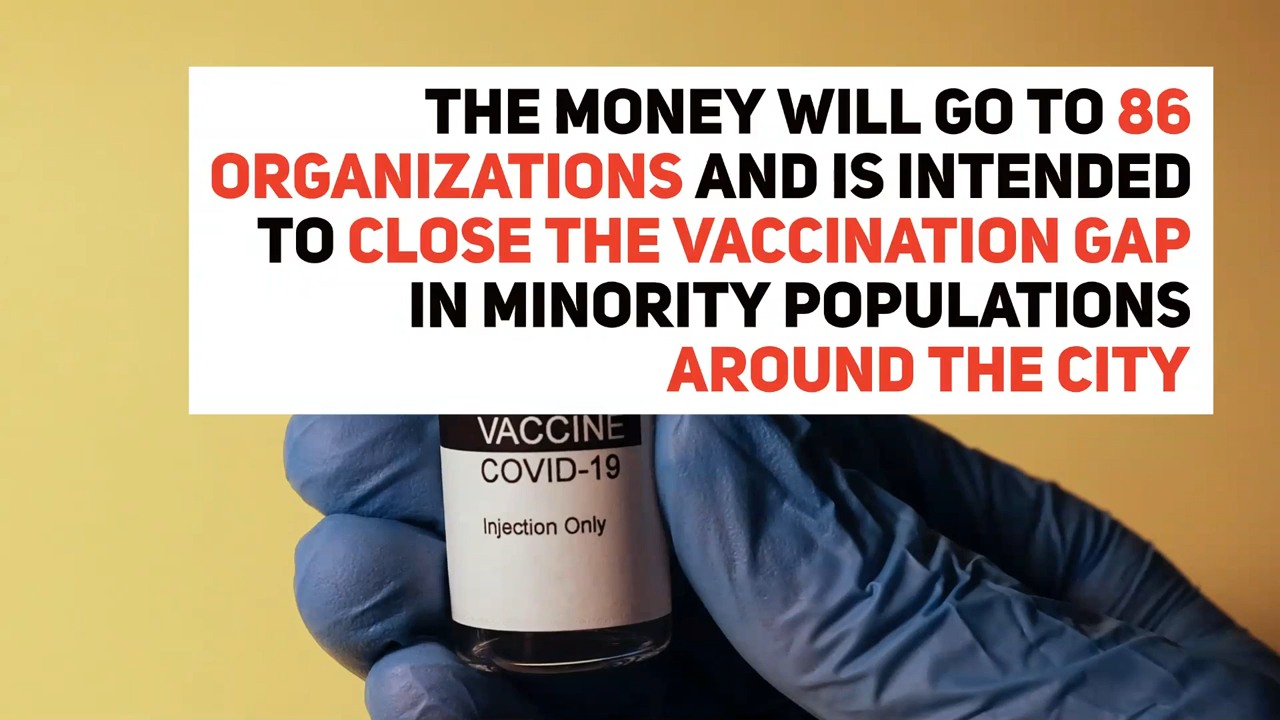 THE MONEY WILL GO TO 86
ORGANIZATIONS AND IS INTENDED
TO CLOSE THE VACCINATION GAP
IN MINORITY POPULATIONS
AROUND THE CITY
VACCINE
COVID-19
Injection Only